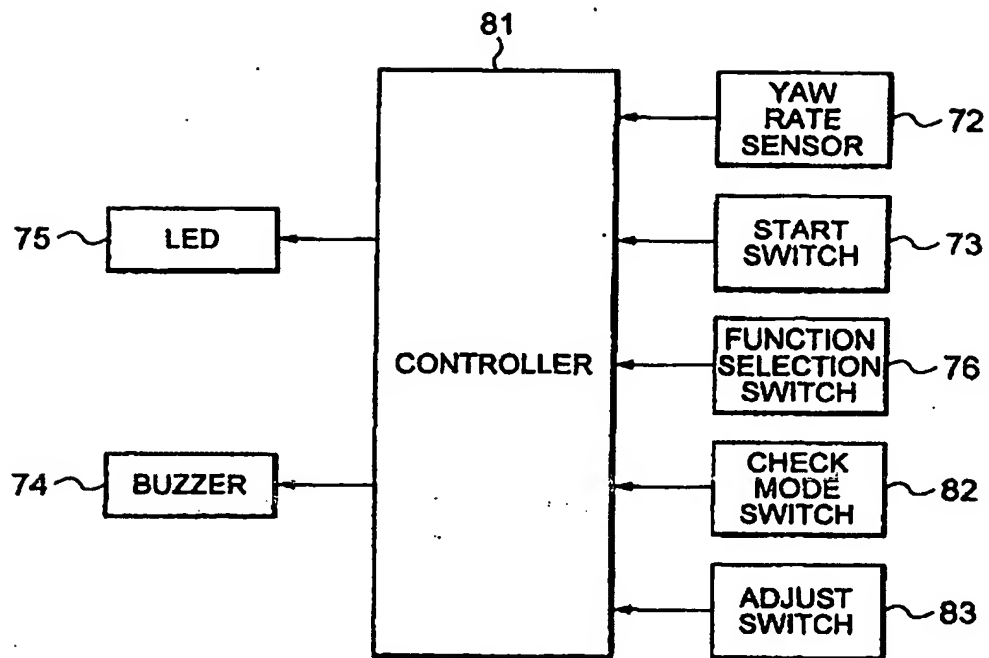 81
YAW
RATE
SENSOR
72
75
LED
START
SWITCH
73
CONTROLLER
FUNCTION
SELECTION
SWITCH
76
74
BUZZER
CHECK
MODE
SWITCH
82
ADJUST
SWITCH
83